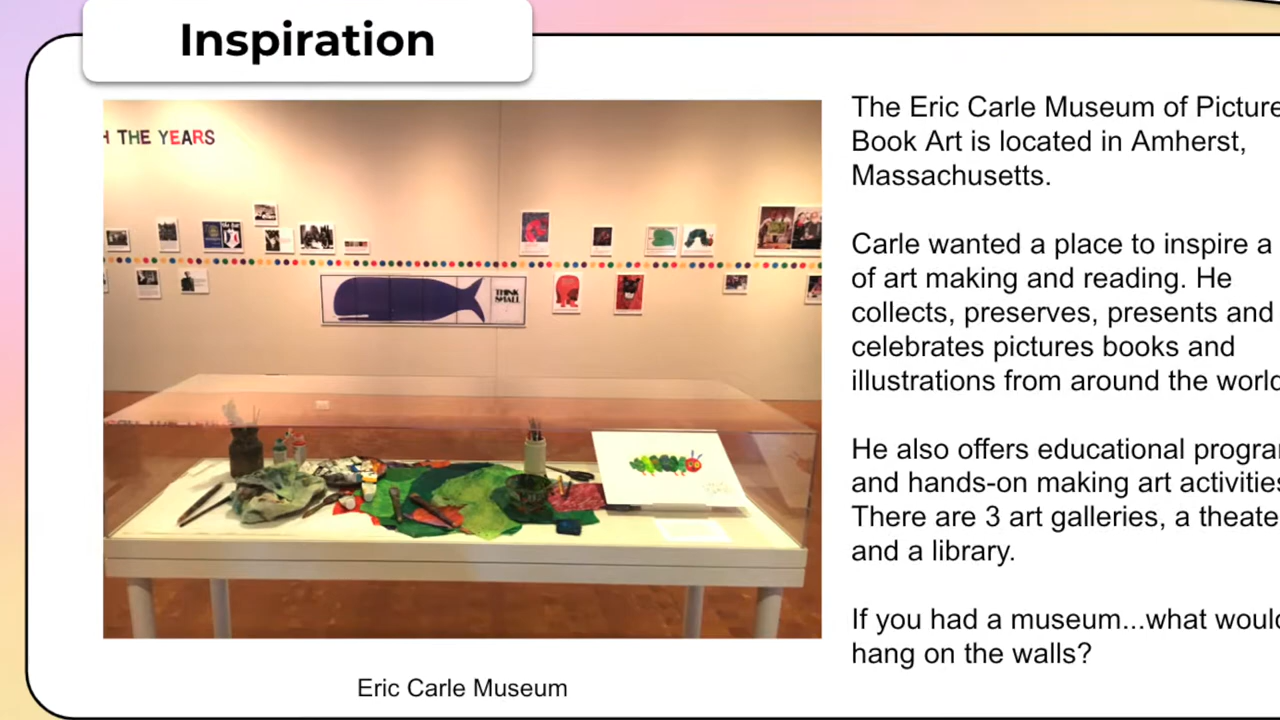 Inspiration
H THE YEARS
THINK
SMALL
The Eric Carle Museum of Picture
Book Art is located in Amherst,
Massachusetts.
Carle wanted a place to inspire a
of art making and reading. He
collects, preserves, presents and
celebrates pictures books and
illustrations from around the world
He also offers educational progra
and hands-on making art activities
There are 3 art galleries, a theate
and a library.
If you had a museum...what would
hang on the walls?
Eric Carle Museum